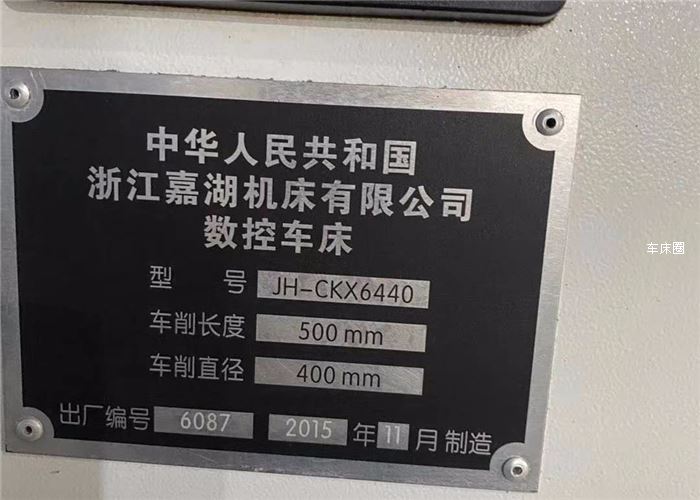 中华人民共和国
浙江嘉湖机床有限公司
数控车床
型 号 JH-CKX6440
车削长度 500 mm
车削直径 400 mm
出厂编号 6087 2015 年 11 月 制造
车床圈